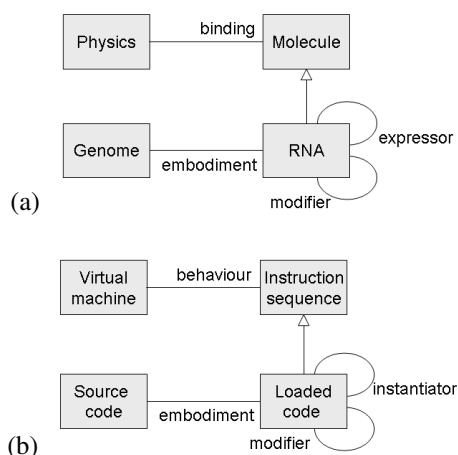 binding
Physics
Molecule
Genome
RNA
expressor
embodiment
modifier
(a)
behaviour
Virtual
machine
Instruction
sequence
Source
code
Loaded
code
instantiator
embodiment
modifier
(b)